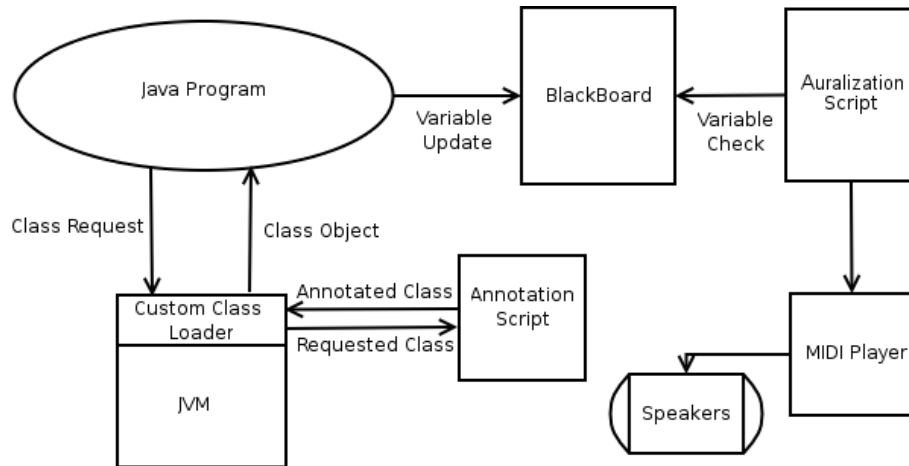 Java Program
BlackBoard
Auralization
Script
Variable
Update
Variable
Check
Class Request
Class Object
Annotated Class
Annotation
Script
Custom Class
Loader
Requested Class
MIDI Player
JVM
Speakers